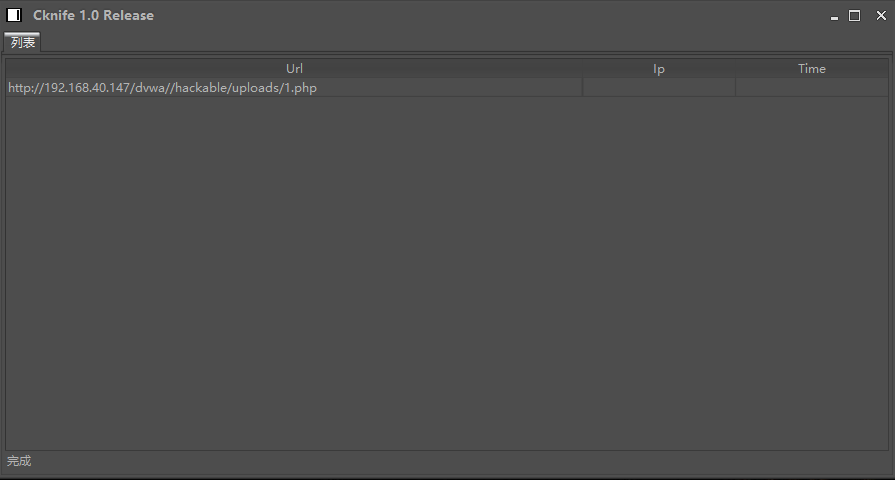 Cknife 1.0 Release
列表
Url Ip Time
http://192.168.40.147/dvwa//hackable/uploads/1.php
完成